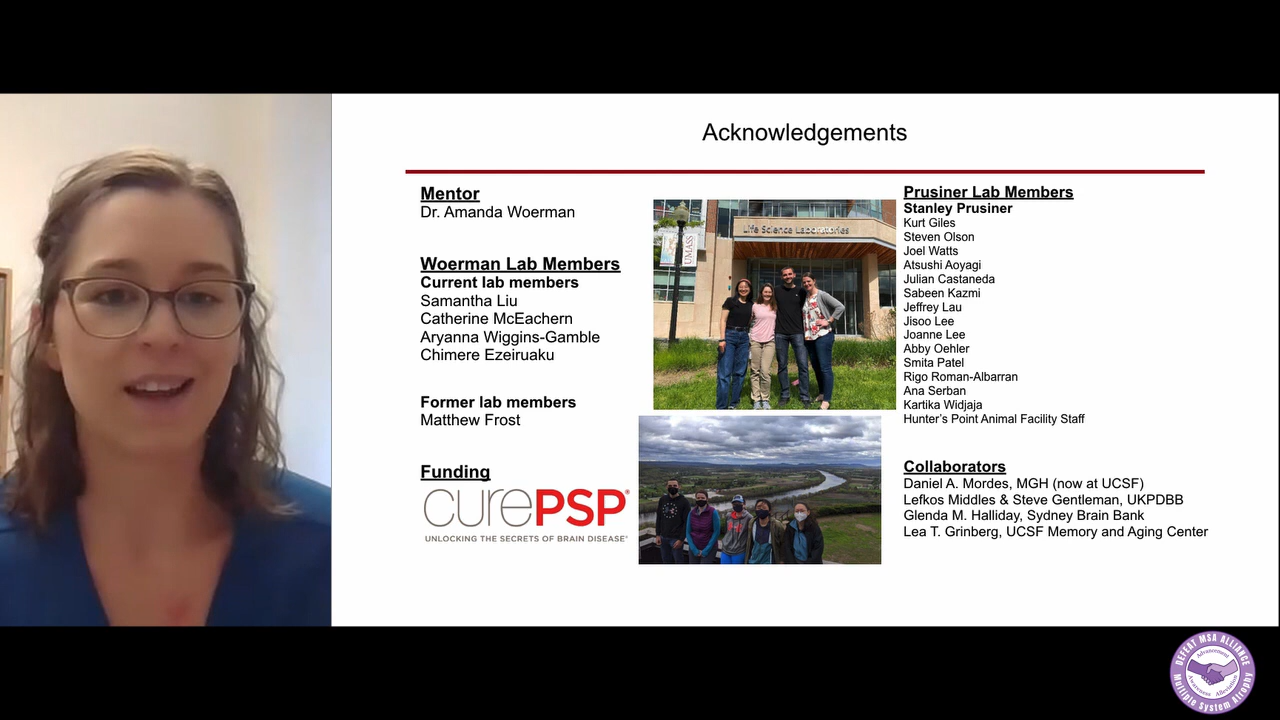 Acknowledgements
Mentor
Dr. Amanda Woerman
Woerman Lab Members
Current lab members
Samantha Liu
Catherine McEachern
Aryanna Wiggins-Gamble
Chimere Ezeiruaku
Former lab members
Matthew Frost
Funding
curePSP®
UNLOCKING THE SECRETS OF BRAIN DISEASE®
Life Science Laboratories
UMASS
Prusiner Lab Members
Stanley Prusiner
Kurt Giles
Steven Olson
Joel Watts
Atsushi Aoyagi
Julian Castaneda
Sabeen Kazmi
Jeffrey Lau
Jisoo Lee
Joanne Lee
Abby Oehler
Smita Patel
Rigo Roman-Albarran
Ana Serban
Kartika Widjaja
Hunter's Point Animal Facility Staff
Collaborators
Daniel A. Mordes, MGH (now at UCSF)
Lefkos Middles & Steve Gentleman, UKPDBB
Glenda M. Halliday, Sydney Brain Bank
Lea T. Grinberg, UCSF Memory and Aging Center
DEFEAT MSA ALLIANCE
Advancement
Awareness Alleviation
Multiple System Atrophy